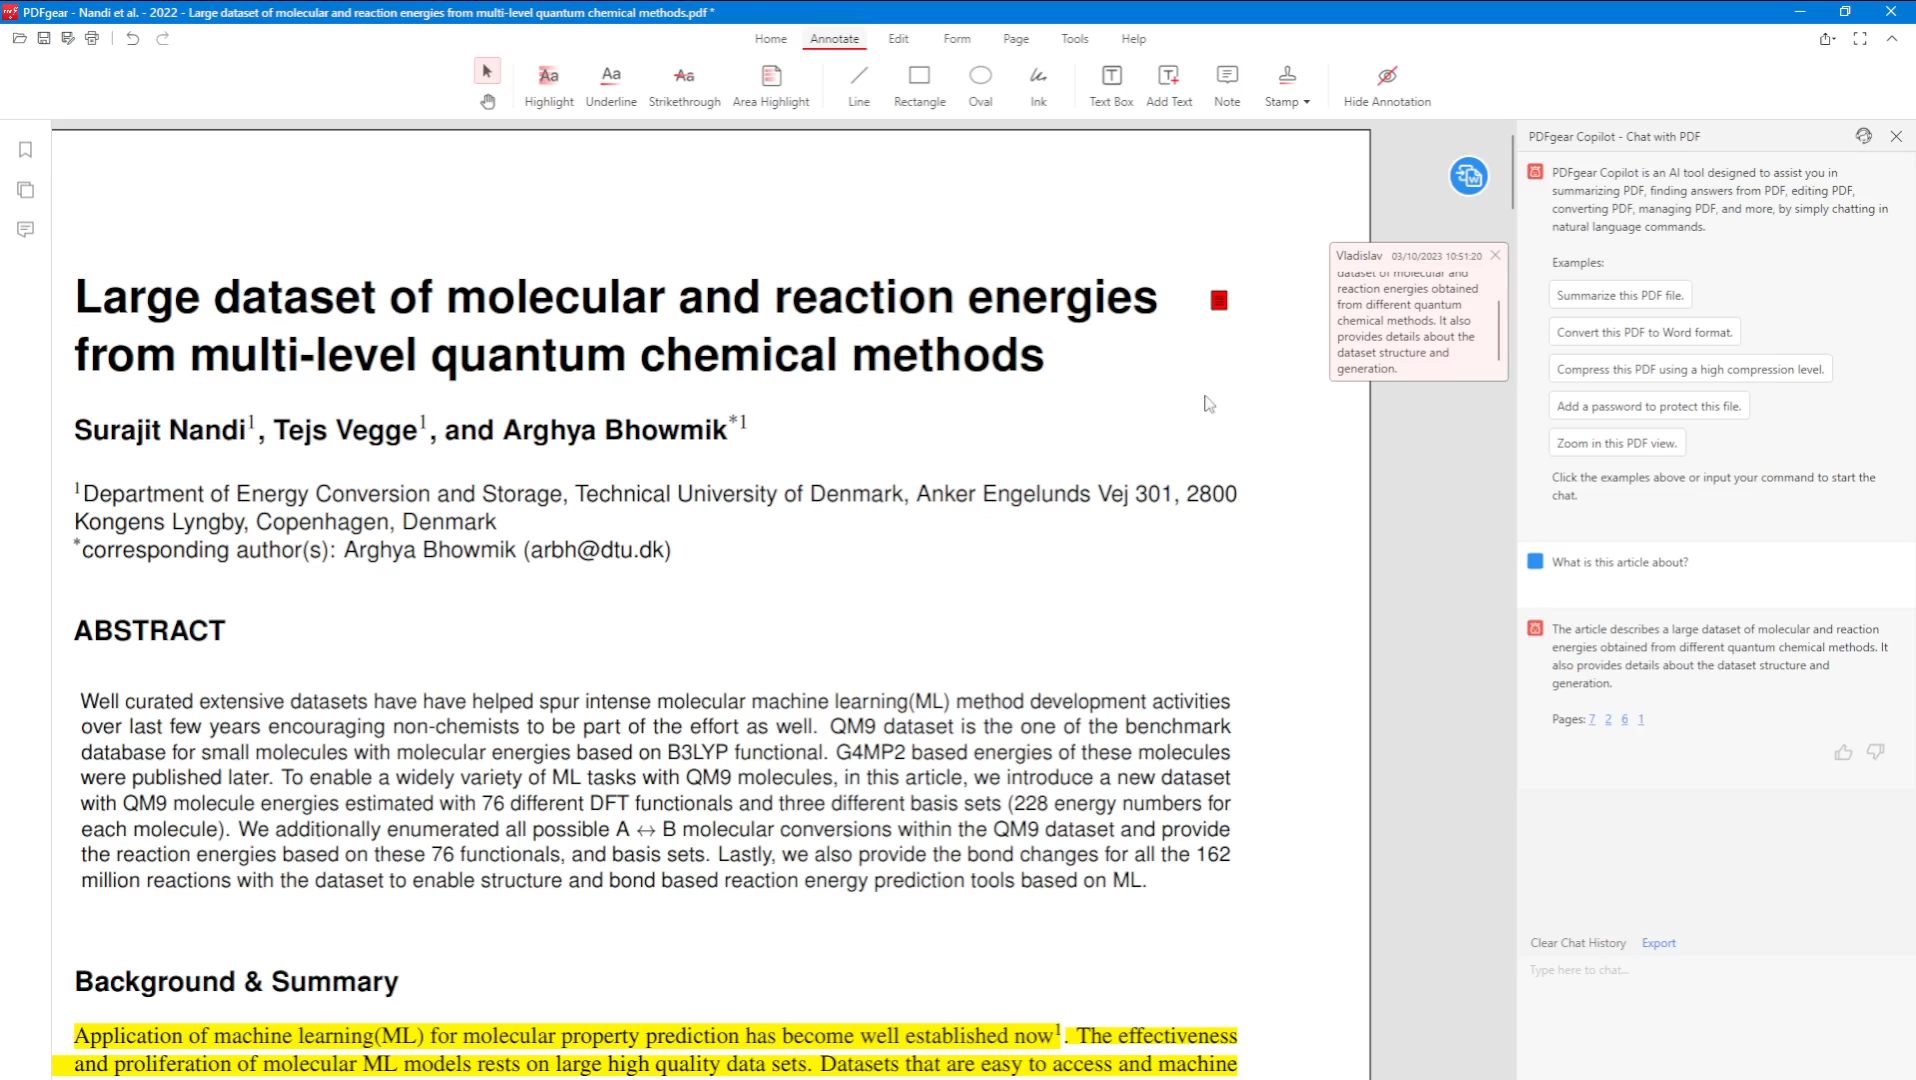 PDFgear - Nandi et al. - 2022 - Large dataset of molecular and reaction energies from multi-level quantum chemical methods.pdf *
Home Annotate Edit Form Page Tools Help
Highlight Underline Strikethrough Area Highlight Line Rectangle Oval Ink Text Box Add Text Note Stamp Hide Annotation
Large dataset of molecular and reaction energies
from multi-level quantum chemical methods
Surajit Nandi1, Tejs Vegge1, and Arghya Bhowmik*1
1Department of Energy Conversion and Storage, Technical University of Denmark, Anker Engelunds Vej 301, 2800
Kongens Lyngby, Copenhagen, Denmark
*corresponding author(s): Arghya Bhowmik (arbh@dtu.dk)
ABSTRACT
Well curated extensive datasets have have helped spur intense molecular machine learning(ML) method development activities
over last few years encouraging non-chemists to be part of the effort as well. QM9 dataset is the one of the benchmark
database for small molecules with molecular energies based on B3LYP functional. G4MP2 based energies of these molecules
were published later. To enable a widely variety of ML tasks with QM9 molecules, in this article, we introduce a new dataset
with QM9 molecule energies estimated with 76 different DFT functionals and three different basis sets (228 energy numbers for
each molecule). We additionally enumerated all possible A ↔ B molecular conversions within the QM9 dataset and provide
the reaction energies based on these 76 functionals, and basis sets. Lastly, we also provide the bond changes for all the 162
million reactions with the dataset to enable structure and bond based reaction energy prediction tools based on ML.
Background & Summary
Application of machine learning(ML) for molecular property prediction has become well established now1. The effectiveness
and proliferation of molecular ML models rests on large high quality data sets. Datasets that are easy to access and machine
Vladislav 03/10/2023 10:51:20
dataset of molecular and
reaction energies obtained
from different quantum
chemical methods. It also
provides details about the
dataset structure and
generation.
PDFgear Copilot - Chat with PDF
PDFgear Copilot is an AI tool designed to assist you in
summarizing PDF, finding answers from PDF, editing PDF,
converting PDF, managing PDF, and more, by simply chatting in
natural language commands.
Examples:
Summarize this PDF file.
Convert this PDF to Word format.
Compress this PDF using a high compression level.
Add a password to protect this file.
Zoom in this PDF view.
Click the examples above or input your command to start the
chat.
What is this article about?
The article describes a large dataset of molecular and reaction
energies obtained from different quantum chemical methods. It
also provides details about the dataset structure and
generation.
Pages: 7 2 6 1
Clear Chat History Export
Type here to chat...